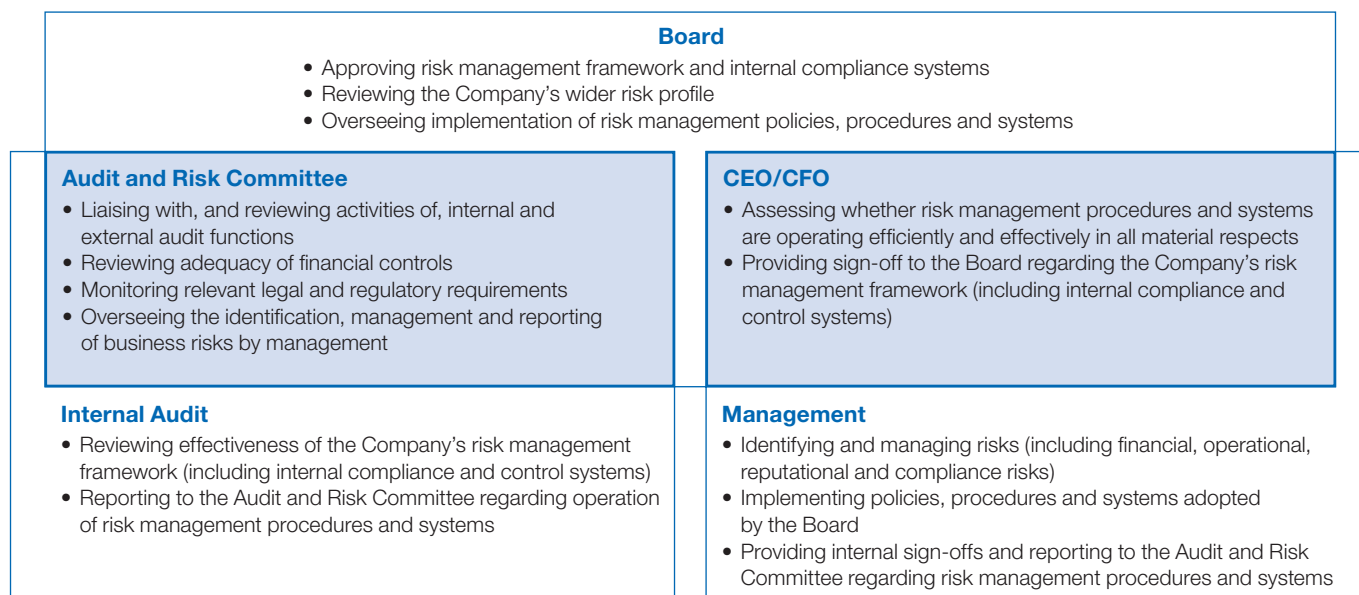 Board
• Approving risk management framework and internal compliance systems
• Reviewing the Company's wider risk profile
• Overseeing implementation of risk management policies, procedures and systems
Audit and Risk Committee
• Liaising with, and reviewing activities of, internal and
external audit functions
• Reviewing adequacy of financial controls
• Monitoring relevant legal and regulatory requirements
• Overseeing the identification, management and reporting
of business risks by management
CEO/CFO
• Assessing whether risk management procedures and systems
are operating efficiently and effectively in all material respects
• Providing sign-off to the Board regarding the Company's risk
management framework (including internal compliance and
control systems)
Internal Audit
• Reviewing effectiveness of the Company's risk management
framework (including internal compliance and control systems)
• Reporting to the Audit and Risk Committee regarding operation
of risk management procedures and systems
Management
• Identifying and managing risks (including financial, operational,
reputational and compliance risks)
• Implementing policies, procedures and systems adopted
by the Board
• Providing internal sign-offs and reporting to the Audit and Risk
Committee regarding risk management procedures and systems